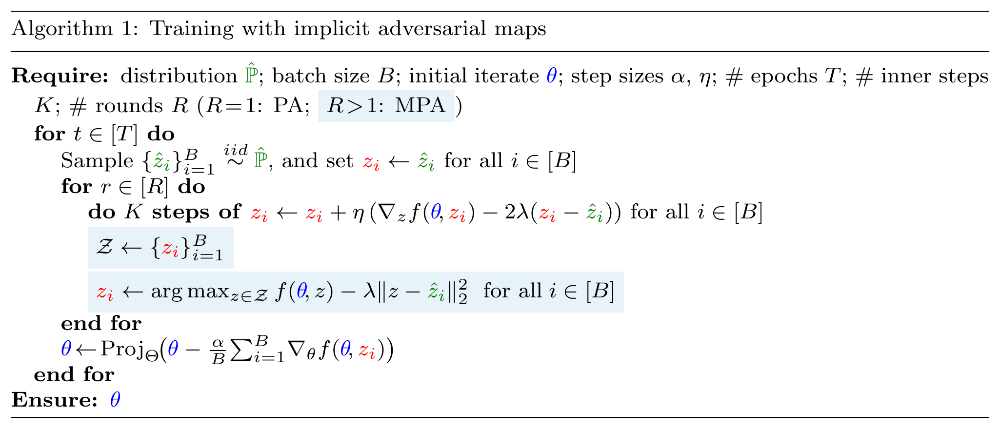 Algorithm 1: Training with implicit adversarial maps
Require: distribution $\hat{\mathbb{P}}$; batch size $B$; initial iterate $\theta$; step sizes $\alpha$, $\eta$; # epochs $T$; # inner steps
$K$; # rounds $R$ ($R=1$: PA; $R>1$: MPA)
for $t \in [T]$ do
Sample $\{\hat{z}_i\}_{i=1}^B \overset{iid}{\sim} \hat{\mathbb{P}}$, and set $z_i \leftarrow \hat{z}_i$ for all $i \in [B]$
for $r \in [R]$ do
do $K$ steps of $z_i \leftarrow z_i + \eta\,(\nabla_z f(\theta, z_i) - 2\lambda(z_i - \hat{z}_i))$ for all $i \in [B]$
$\mathcal{Z} \leftarrow \{z_i\}_{i=1}^B$
$z_i \leftarrow \arg\max_{z \in \mathcal{Z}} f(\theta, z) - \lambda\|z - \hat{z}_i\|_2^2$ for all $i \in [B]$
end for
$\theta \leftarrow \mathrm{Proj}_\Theta\big(\theta - \frac{\alpha}{B}\sum_{i=1}^B \nabla_\theta f(\theta, z_i)\big)$
end for
Ensure: $\theta$